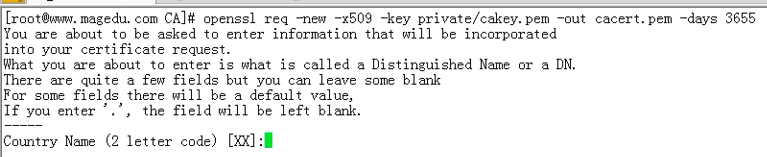 [root@www.magedu.com CA]# openssl req -new -x509 -key private/cakey.pem -out cacert.pem -days 3655
You are about to be asked to enter information that will be incorporated
into your certificate request.
What you are about to enter is what is called a Distinguished Name or a DN.
There are quite a few fields but you can leave some blank
For some fields there will be a default value,
If you enter '.', the field will be left blank.
-----
Country Name (2 letter code) [XX]: